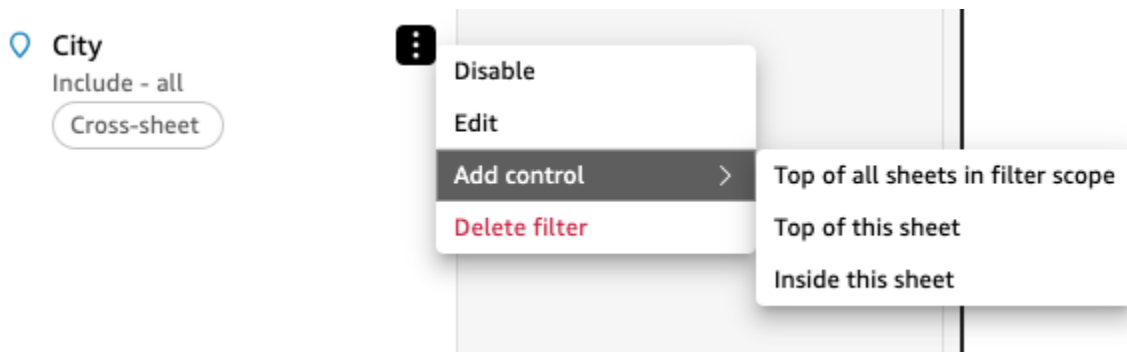 City
Include - all
Cross-sheet
Disable
Edit
Add control
Delete filter
Top of all sheets in filter scope
Top of this sheet
Inside this sheet